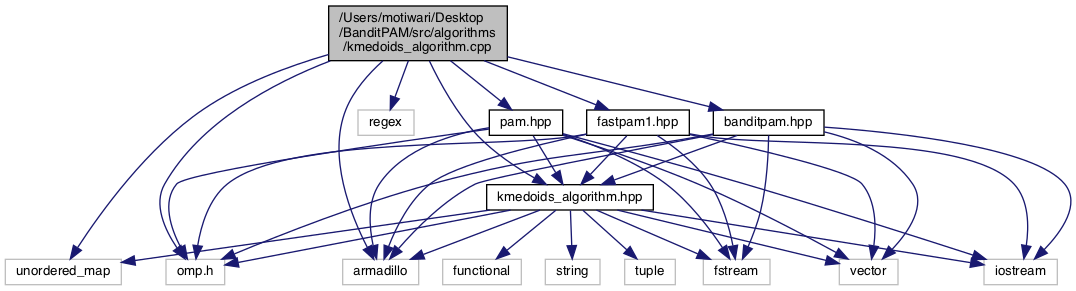 /Users/motiwari/Desktop
/BanditPAM/src/algorithms
/kmedoids_algorithm.cpp
regex
pam.hpp
fastpam1.hpp
banditpam.hpp
kmedoids_algorithm.hpp
unordered_map
omp.h
armadillo
functional
string
tuple
fstream
vector
iostream